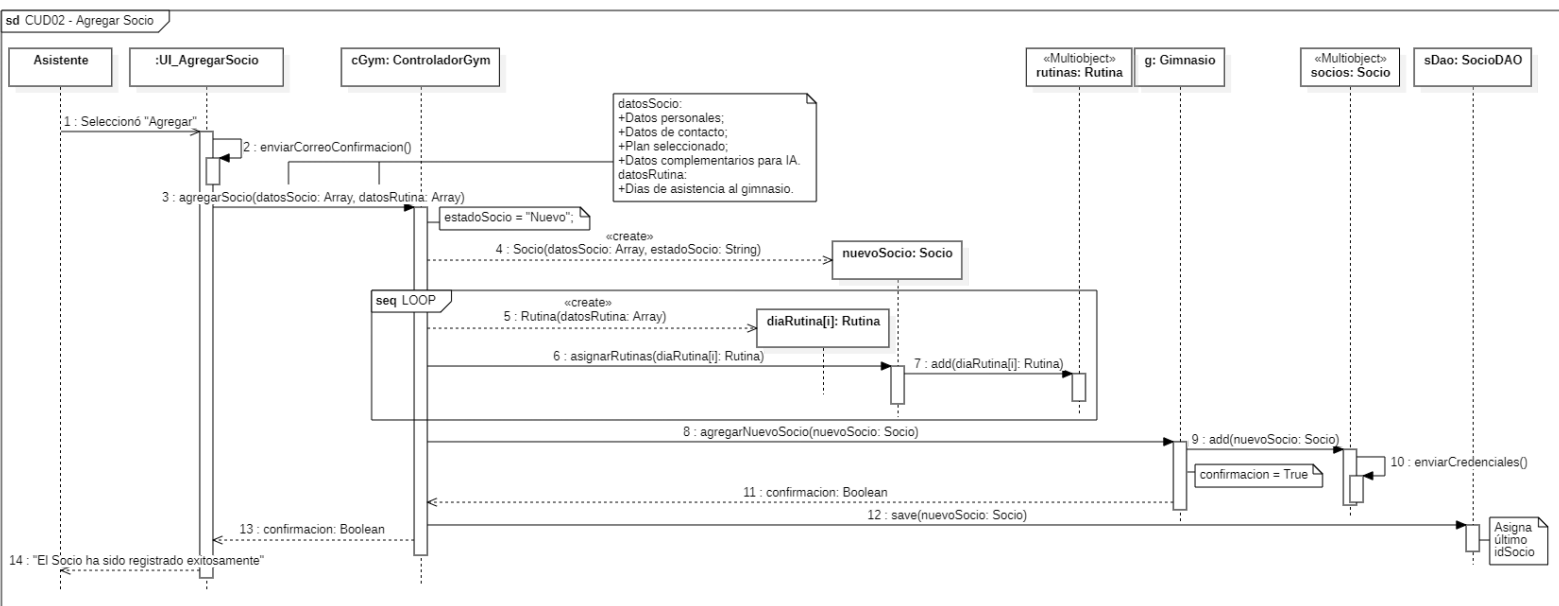 sd CUD02 - Agregar Socio
Asistente
:UI_AgregarSocio
cGym: ControladorGym
«Multiobject»
rutinas: Rutina
g: Gimnasio
«Multiobject»
socios: Socio
sDao: SocioDAO
datosSocio:
+Datos personales;
+Datos de contacto;
+Plan seleccionado;
+Datos complementarios para IA.
datosRutina:
+Dias de asistencia al gimnasio.
1 : Seleccionó "Agregar"
2 : enviarCorreoConfirmacion()
3 : agregarSocio(datosSocio: Array, datosRutina: Array)
estadoSocio = "Nuevo";
«create»
4 : Socio(datosSocio: Array, estadoSocio: String)
nuevoSocio: Socio
seq LOOP
«create»
5 : Rutina(datosRutina: Array)
diaRutina[i]: Rutina
6 : asignarRutinas(diaRutina[i]: Rutina)
7 : add(diaRutina[i]: Rutina)
8 : agregarNuevoSocio(nuevoSocio: Socio)
9 : add(nuevoSocio: Socio)
10 : enviarCredenciales()
confirmacion = True
11 : confirmacion: Boolean
12 : save(nuevoSocio: Socio)
Asigna
último
idSocio
13 : confirmacion: Boolean
14 : "El Socio ha sido registrado exitosamente"